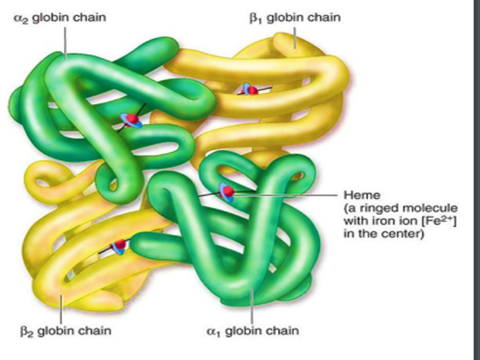 α₂ globin chain
β₁ globin chain
Heme
(a ringed molecule
with iron ion [Fe²⁺]
in the center)
β₂ globin chain
α₁ globin chain